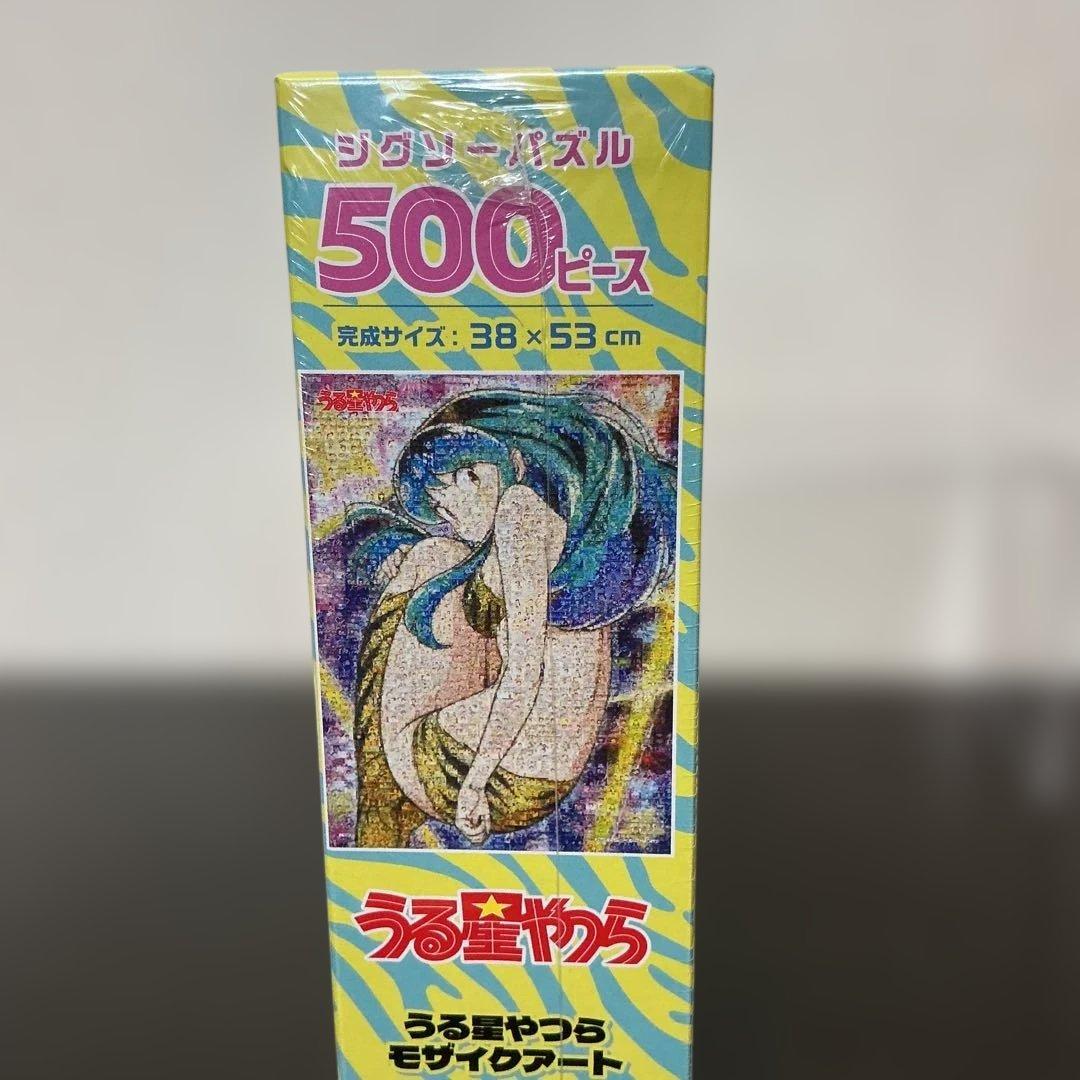 ジグソーパズル
500ピース
完成サイズ：38×53cm
うる星やつら
うる星やつら
うる星やつら
モザイクアート